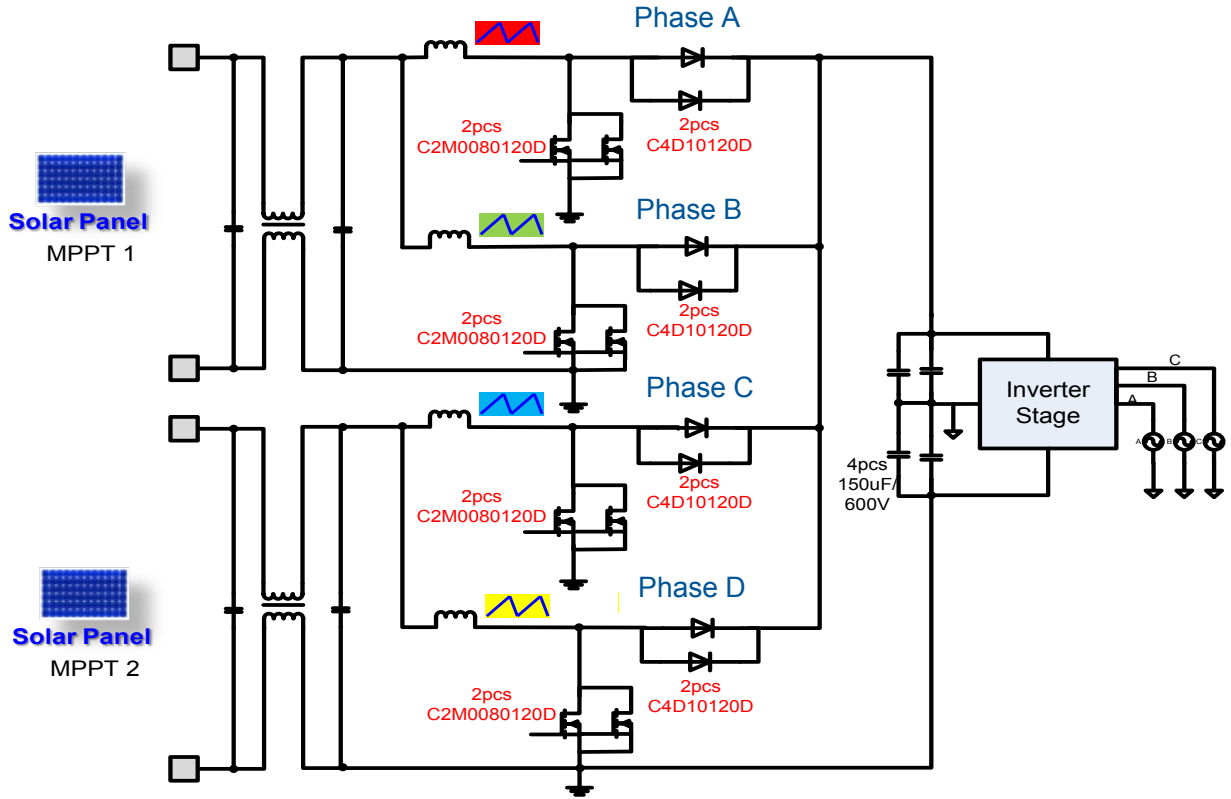 Phase A
2pcs
C2M0080120D
2pcs
C4D10120D
Solar Panel
MPPT 1
Phase B
2pcs
C2M0080120D
2pcs
C4D10120D
Phase C
2pcs
C2M0080120D
2pcs
C4D10120D
4pcs
150uF/
600V
Inverter
Stage
C
B
A
A
B
C
Solar Panel
MPPT 2
Phase D
2pcs
C2M0080120D
2pcs
C4D10120D